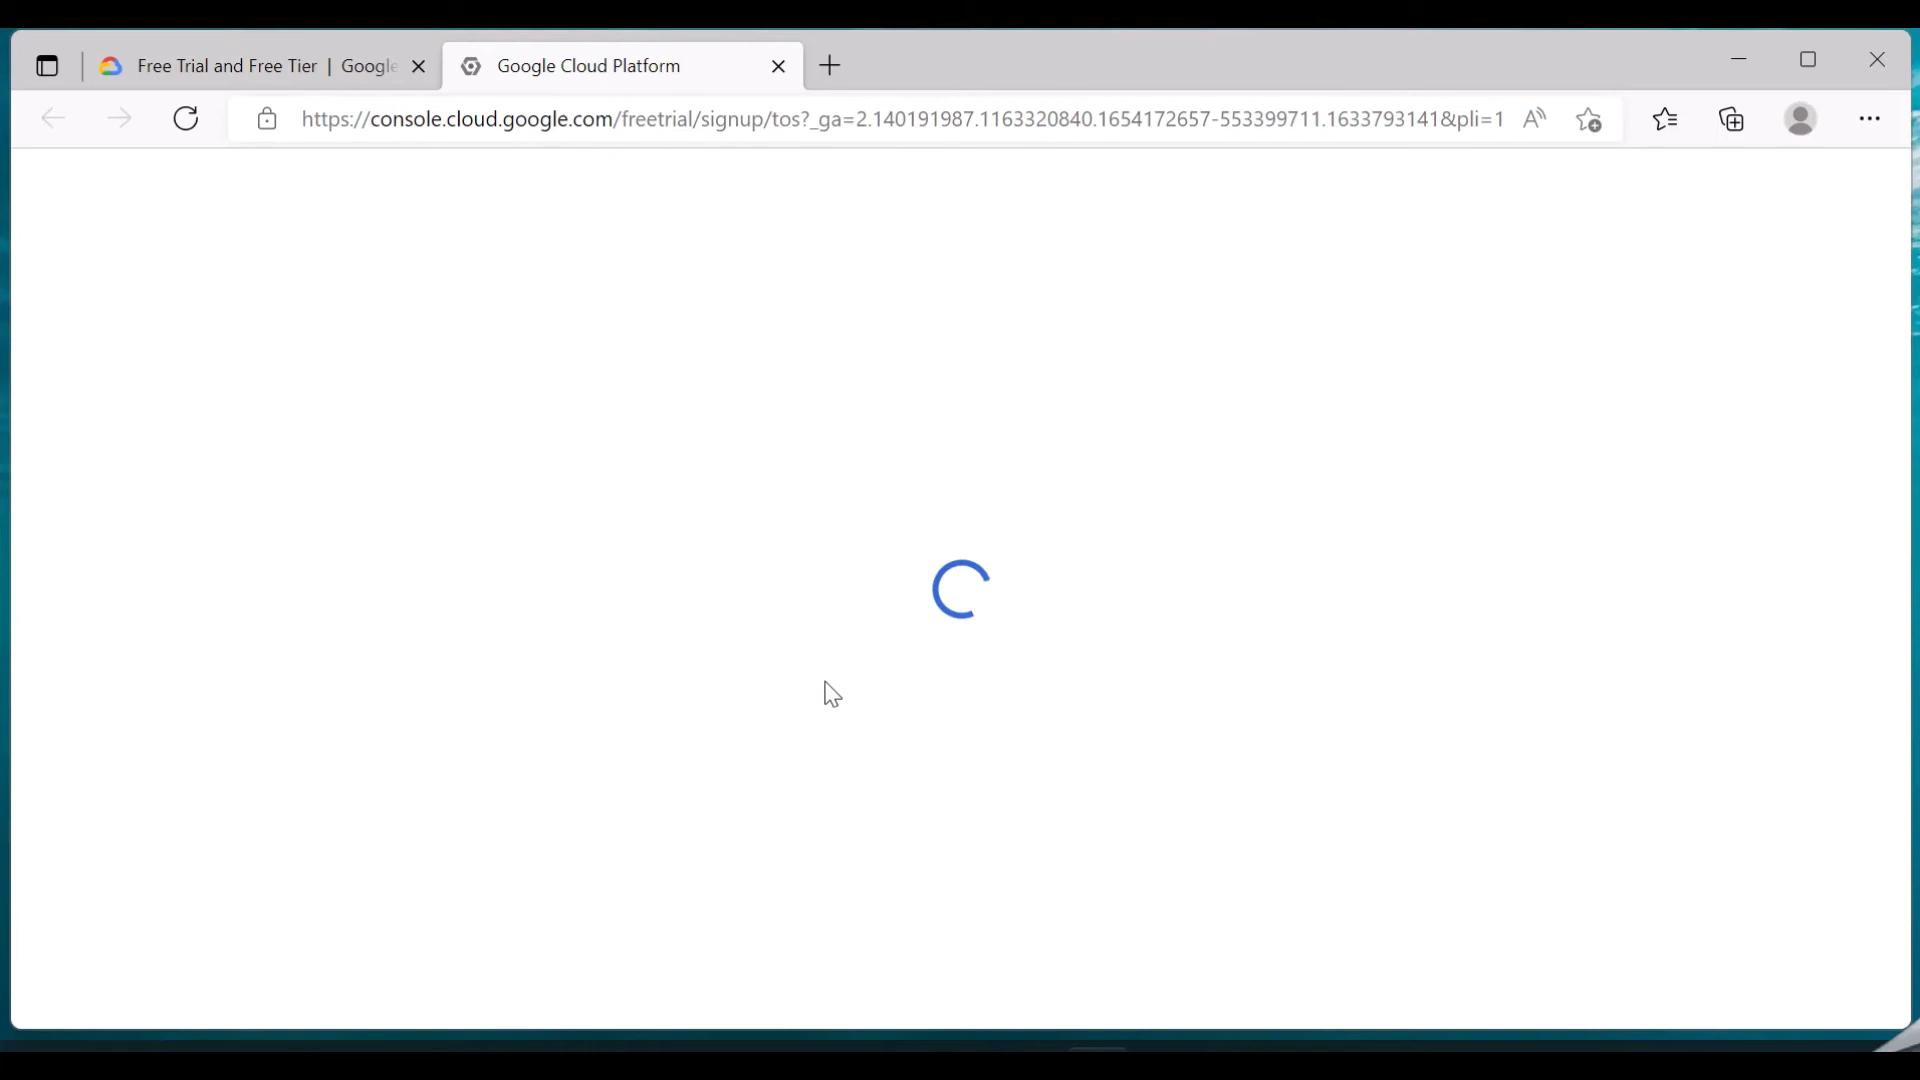 Free Trial and Free Tier | Google
Google Cloud Platform
https://console.cloud.google.com/freetrial/signup/tos?_ga=2.140191987.1163320840.1654172657-553399711.1633793141&pli=1